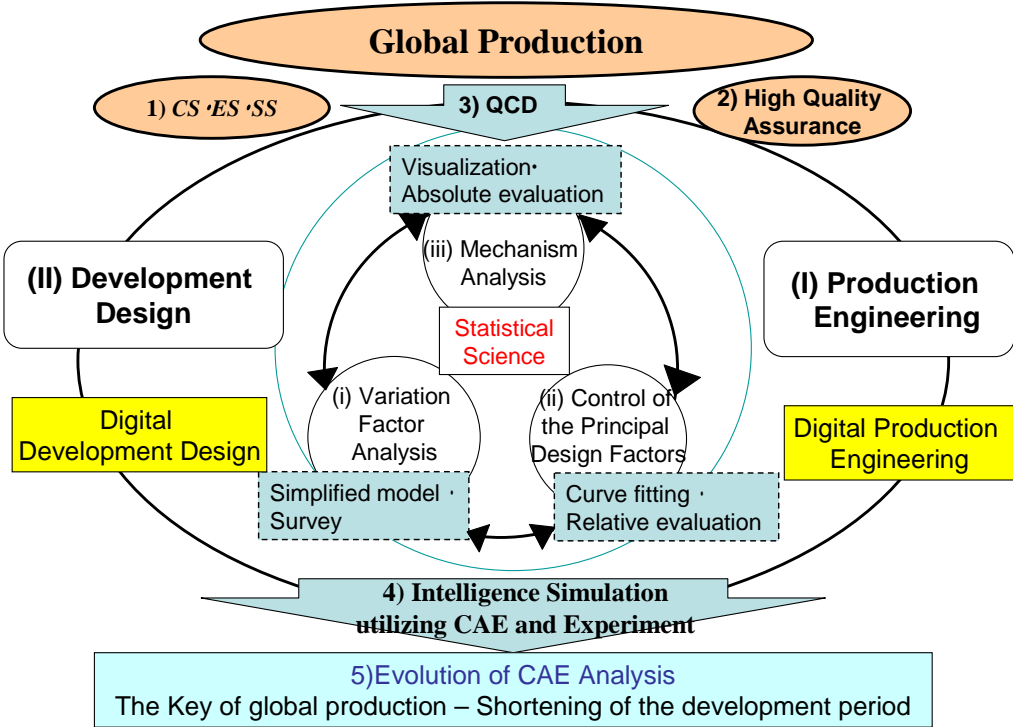 Global Production
1) CS・ES・SS
3) QCD
2) High Quality
Assurance
Visualization・
Absolute evaluation
(iii) Mechanism
Analysis
(II) Development
Design
(I) Production
Engineering
Statistical
Science
(i) Variation
Factor
Analysis
(ii) Control of
the Principal
Design Factors
Digital
Development Design
Digital Production
Engineering
Simplified model・
Survey
Curve fitting・
Relative evaluation
4) Intelligence Simulation
utilizing CAE and Experiment
5)Evolution of CAE Analysis
The Key of global production – Shortening of the development period